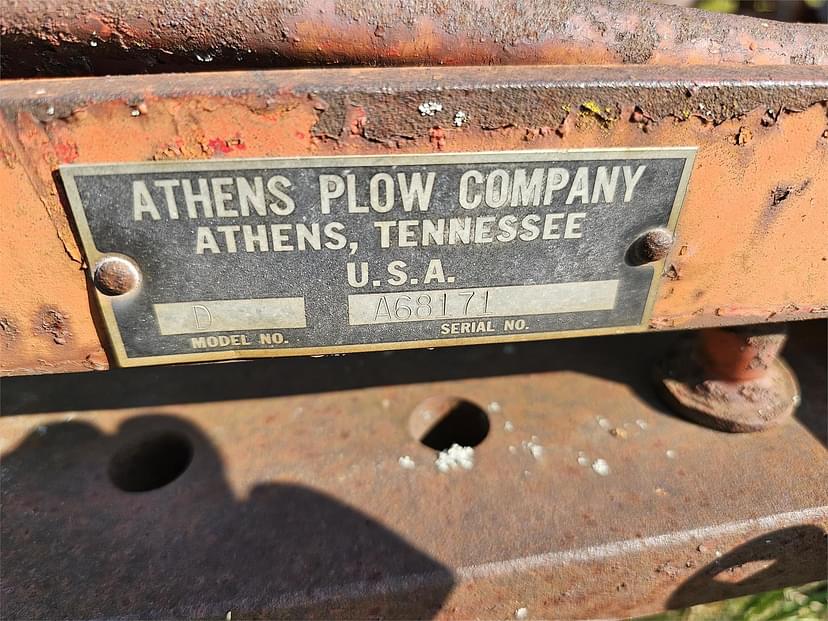 ATHENS PLOW COMPANY
ATHENS, TENNESSEE
U.S.A.
D A68171
MODEL NO. SERIAL NO.